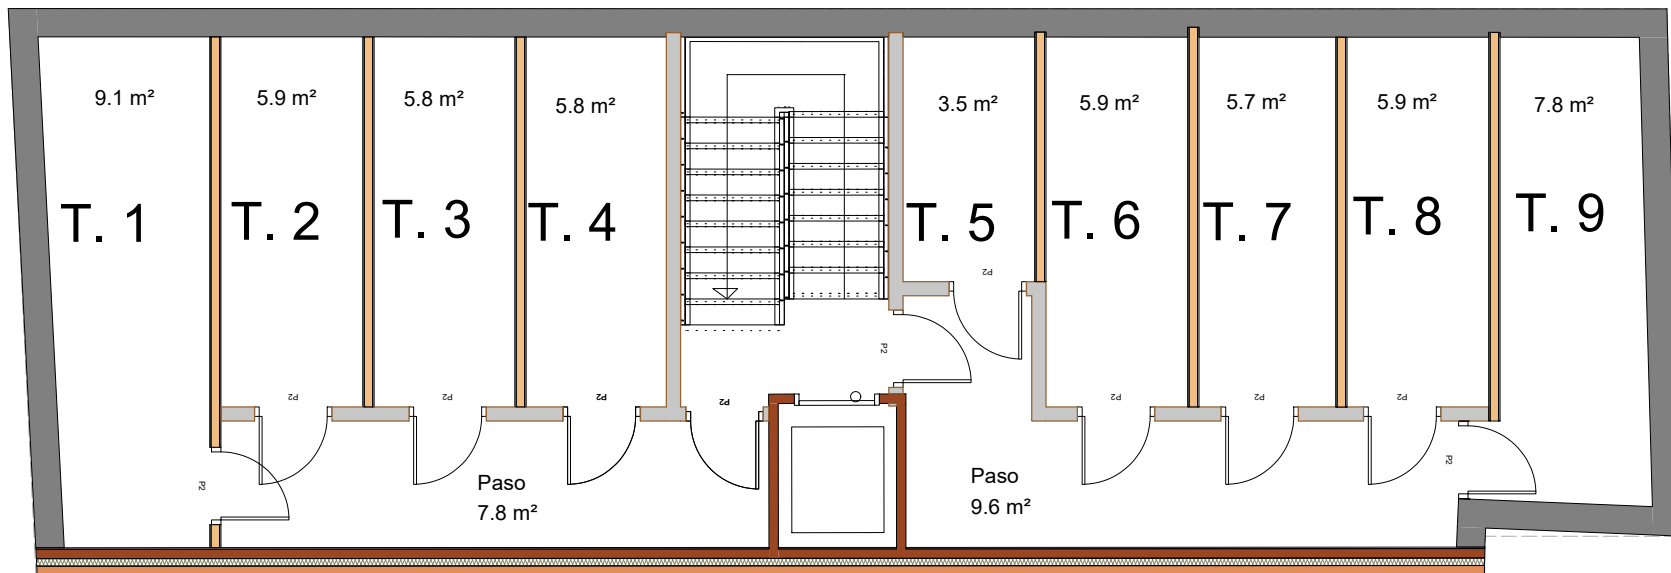 9.1 m²
5.9 m²
5.8 m²
5.8 m²
3.5 m²
5.9 m²
5.7 m²
5.9 m²
7.8 m²
T. 1
T. 2
T. 3
T. 4
T. 5
T. 6
T. 7
T. 8
T. 9
P2
P2
P2
P2
P2
P2
P2
P2
P2
P2
P2
Paso
7.8 m²
Paso
9.6 m²